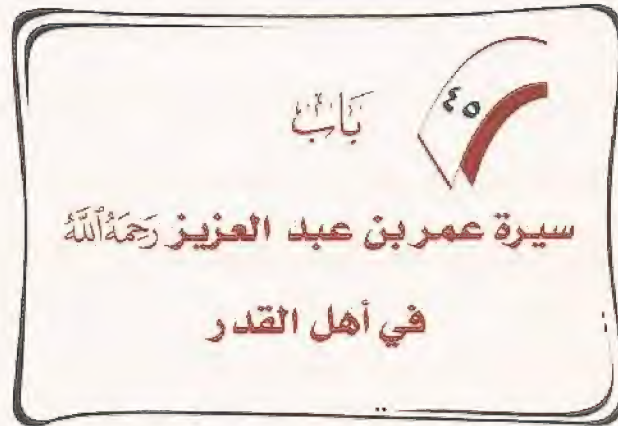 ٤٥
بَابُ
سيرة عمر بن عبد العزيز رَحِمَهُ ٱللَّهُ
في أهل القدر